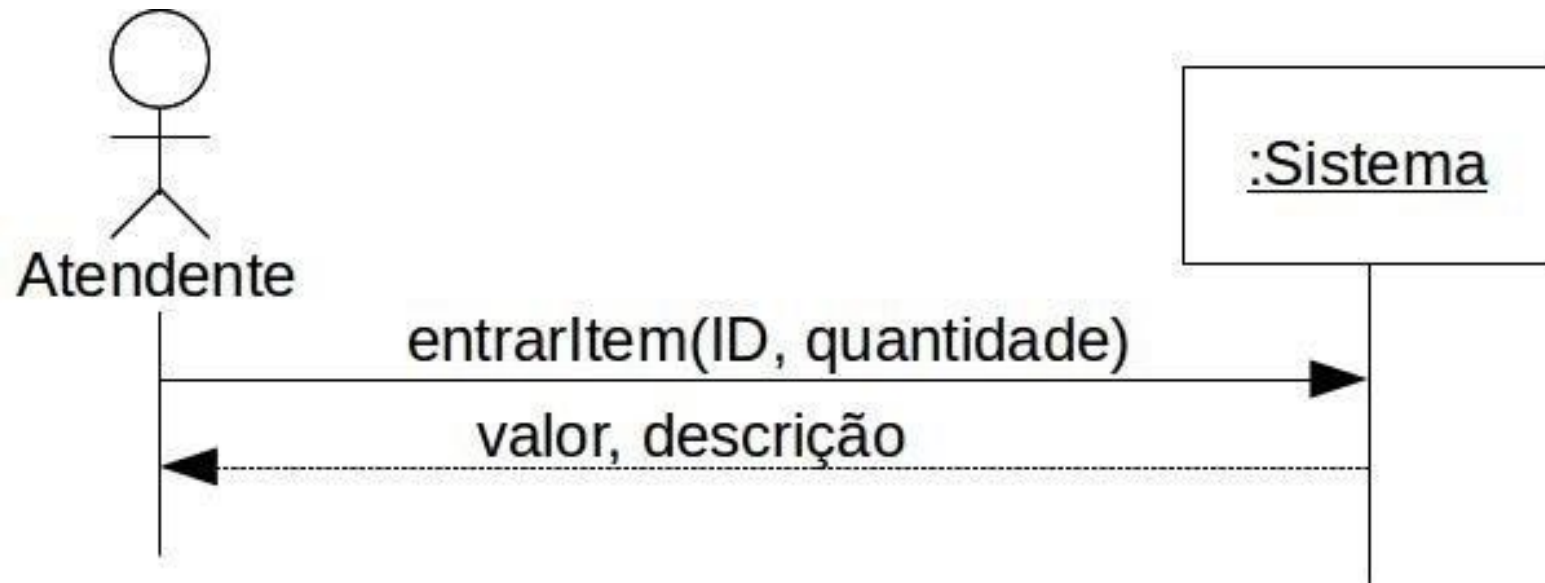 :Sistema
Atendente
entrarItem(ID, quantidade)
valor, descrição